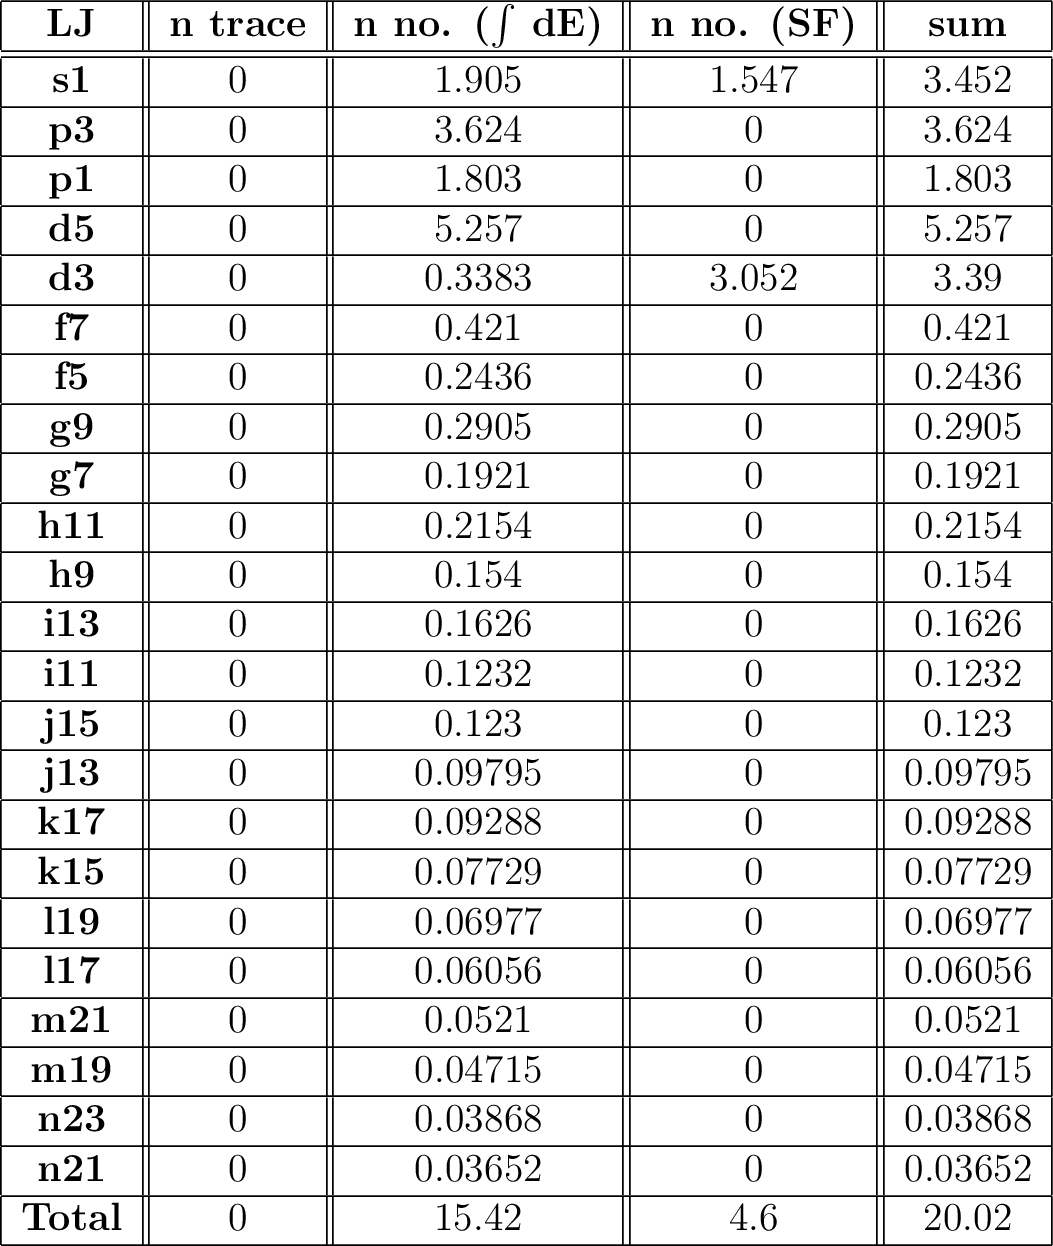 LJ n trace n no. (∫ dE) n no. (SF) sum
s1 0 1.905 1.547 3.452
p3 0 3.624 0 3.624
p1 0 1.803 0 1.803
d5 0 5.257 0 5.257
d3 0 0.3383 3.052 3.39
f7 0 0.421 0 0.421
f5 0 0.2436 0 0.2436
g9 0 0.2905 0 0.2905
g7 0 0.1921 0 0.1921
h11 0 0.2154 0 0.2154
h9 0 0.154 0 0.154
i13 0 0.1626 0 0.1626
i11 0 0.1232 0 0.1232
j15 0 0.123 0 0.123
j13 0 0.09795 0 0.09795
k17 0 0.09288 0 0.09288
k15 0 0.07729 0 0.07729
l19 0 0.06977 0 0.06977
l17 0 0.06056 0 0.06056
m21 0 0.0521 0 0.0521
m19 0 0.04715 0 0.04715
n23 0 0.03868 0 0.03868
n21 0 0.03652 0 0.03652
Total 0 15.42 4.6 20.02